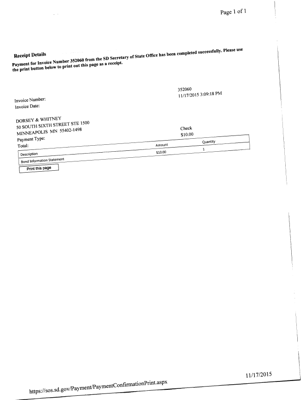 Page 1 of 1
Receipt Details
Payment for Invoice Number 352060 from the SD Secretary of State Office has been completed successfully. Please use
the print button below to print out this page as a receipt.
Invoice Number: 352060
Invoice Date: 11/17/2015 3:09:18 PM
DORSEY & WHITNEY
50 SOUTH SIXTH STREET STE 1500
MINNEAPOLIS MN 55402-1498
Payment Type: Check
Total: $10.00
Description Amount Quantity
Bond Information Statement $10.00 1
Print this page
https://sos.sd.gov/Payment/PaymentConfirmationPrint.aspx 11/17/2015